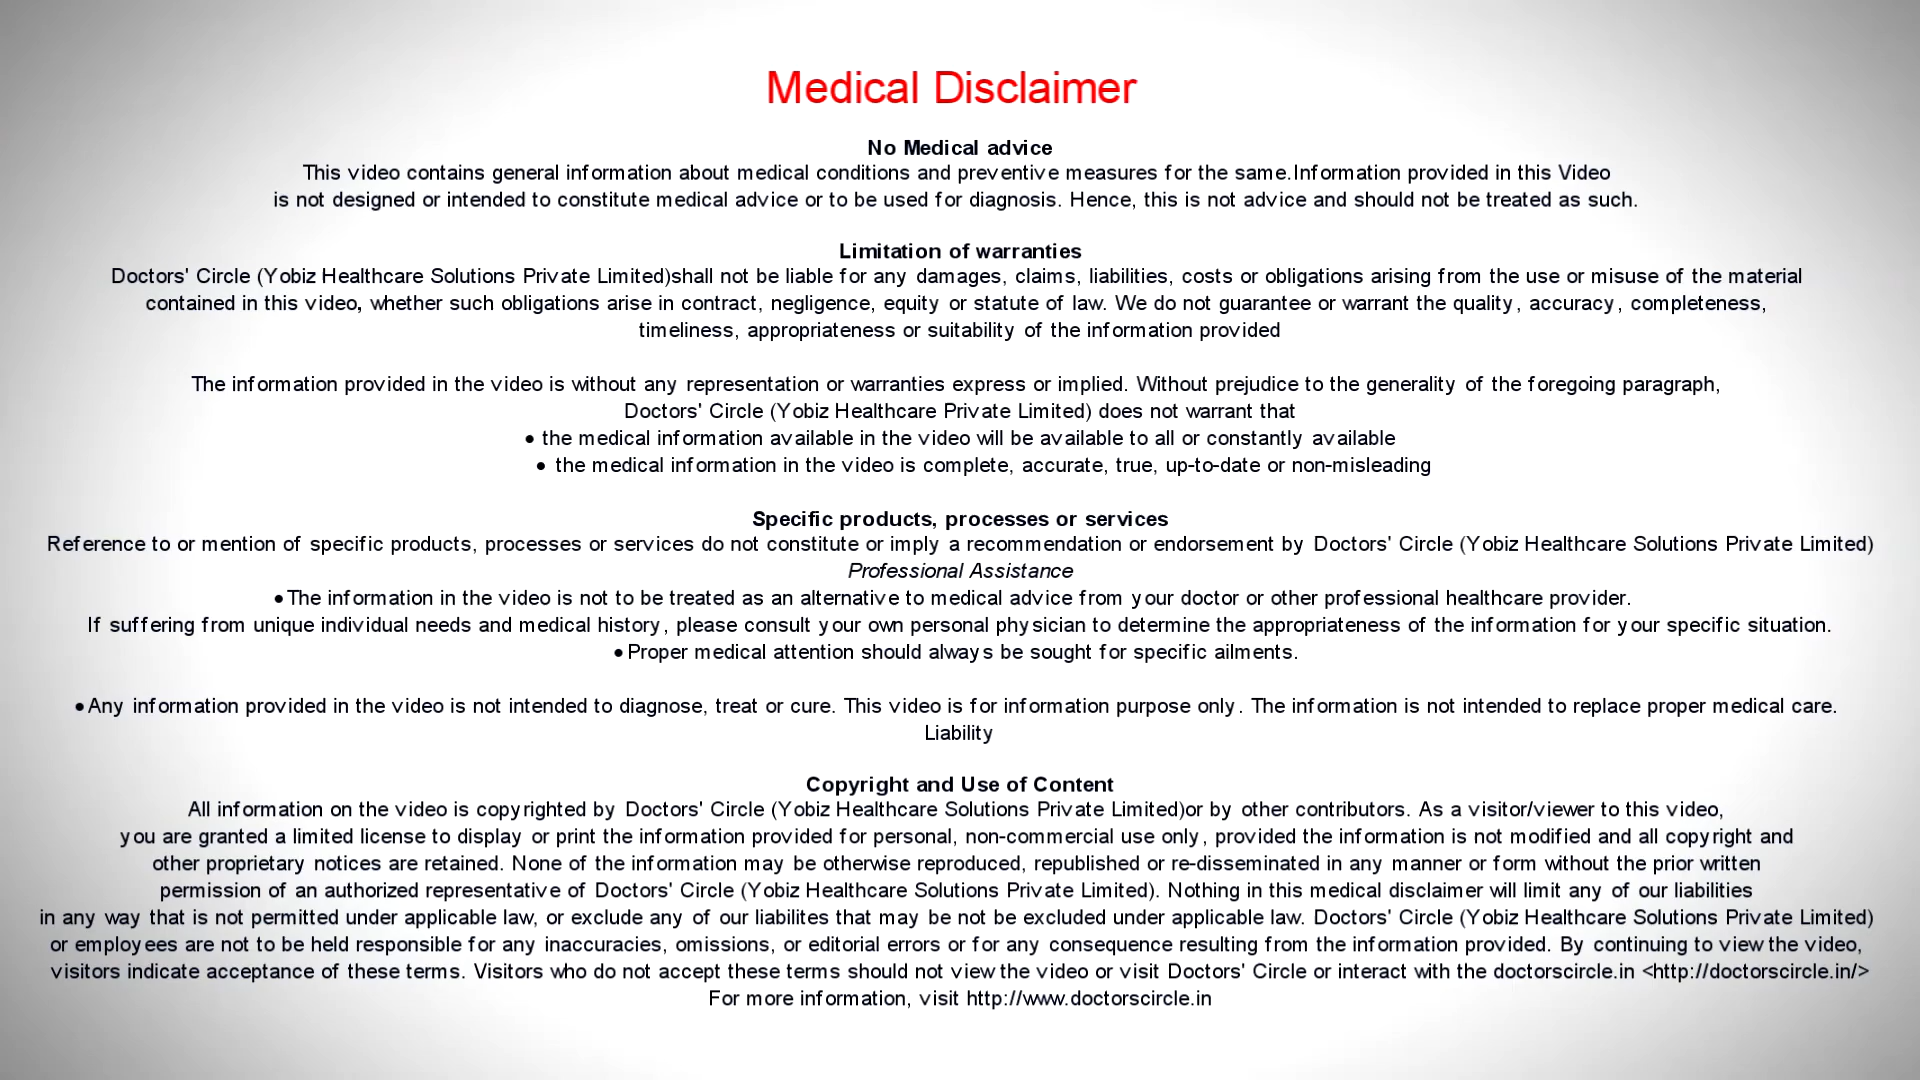 Medical Disclaimer
No Medical advice
This video contains general information about medical conditions and preventive measures for the same.Information provided in this Video
is not designed or intended to constitute medical advice or to be used for diagnosis. Hence, this is not advice and should not be treated as such.
Limitation of warranties
Doctors' Circle (Yobiz Healthcare Solutions Private Limited)shall not be liable for any damages, claims, liabilities, costs or obligations arising from the use or misuse of the material
contained in this video, whether such obligations arise in contract, negligence, equity or statute of law. We do not guarantee or warrant the quality, accuracy, completeness,
timeliness, appropriateness or suitability of the information provided
The information provided in the video is without any representation or warranties express or implied. Without prejudice to the generality of the foregoing paragraph,
Doctors' Circle (Yobiz Healthcare Private Limited) does not warrant that
• the medical information available in the video will be available to all or constantly available
• the medical information in the video is complete, accurate, true, up-to-date or non-misleading
Specific products, processes or services
Reference to or mention of specific products, processes or services do not constitute or imply a recommendation or endorsement by Doctors' Circle (Yobiz Healthcare Solutions Private Limited)
Professional Assistance
•The information in the video is not to be treated as an alternative to medical advice from your doctor or other professional healthcare provider.
If suffering from unique individual needs and medical history, please consult your own personal physician to determine the appropriateness of the information for your specific situation.
•Proper medical attention should always be sought for specific ailments.
•Any information provided in the video is not intended to diagnose, treat or cure. This video is for information purpose only. The information is not intended to replace proper medical care.
Liability
Copyright and Use of Content
All information on the video is copyrighted by Doctors' Circle (Yobiz Healthcare Solutions Private Limited)or by other contributors. As a visitor/viewer to this video,
you are granted a limited license to display or print the information provided for personal, non-commercial use only, provided the information is not modified and all copyright and
other proprietary notices are retained. None of the information may be otherwise reproduced, republished or re-disseminated in any manner or form without the prior written
permission of an authorized representative of Doctors' Circle (Yobiz Healthcare Solutions Private Limited). Nothing in this medical disclaimer will limit any of our liabilities
in any way that is not permitted under applicable law, or exclude any of our liabilites that may be not be excluded under applicable law. Doctors' Circle (Yobiz Healthcare Solutions Private Limited)
or employees are not to be held responsible for any inaccuracies, omissions, or editorial errors or for any consequence resulting from the information provided. By continuing to view the video,
visitors indicate acceptance of these terms. Visitors who do not accept these terms should not view the video or visit Doctors' Circle or interact with the doctorscircle.in <http://doctorscircle.in/>
For more information, visit http://www.doctorscircle.in